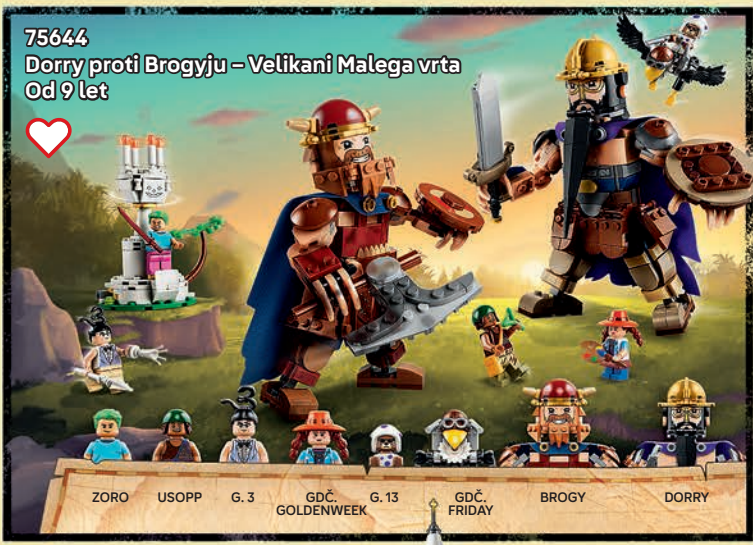 75644
Dorry proti Brogyju – Velikani Malega vrta
Od 9 let
ZORO
USOPP
G. 3
GDČ.
GOLDENWEEK
G. 13
GDČ.
FRIDAY
BROGY
DORRY